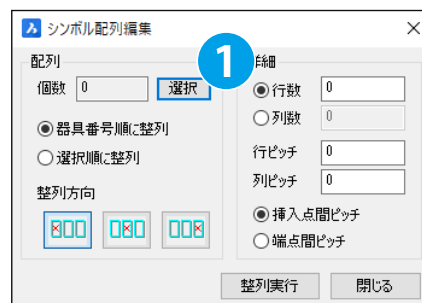 シンボル配列編集
配列
個数 0 選択
器具番号順に整列
選択順に整列
整列方向
1
詳細
行数 0
列数 0
行ピッチ 0
列ピッチ 0
挿入点間ピッチ
端点間ピッチ
整列実行 閉じる